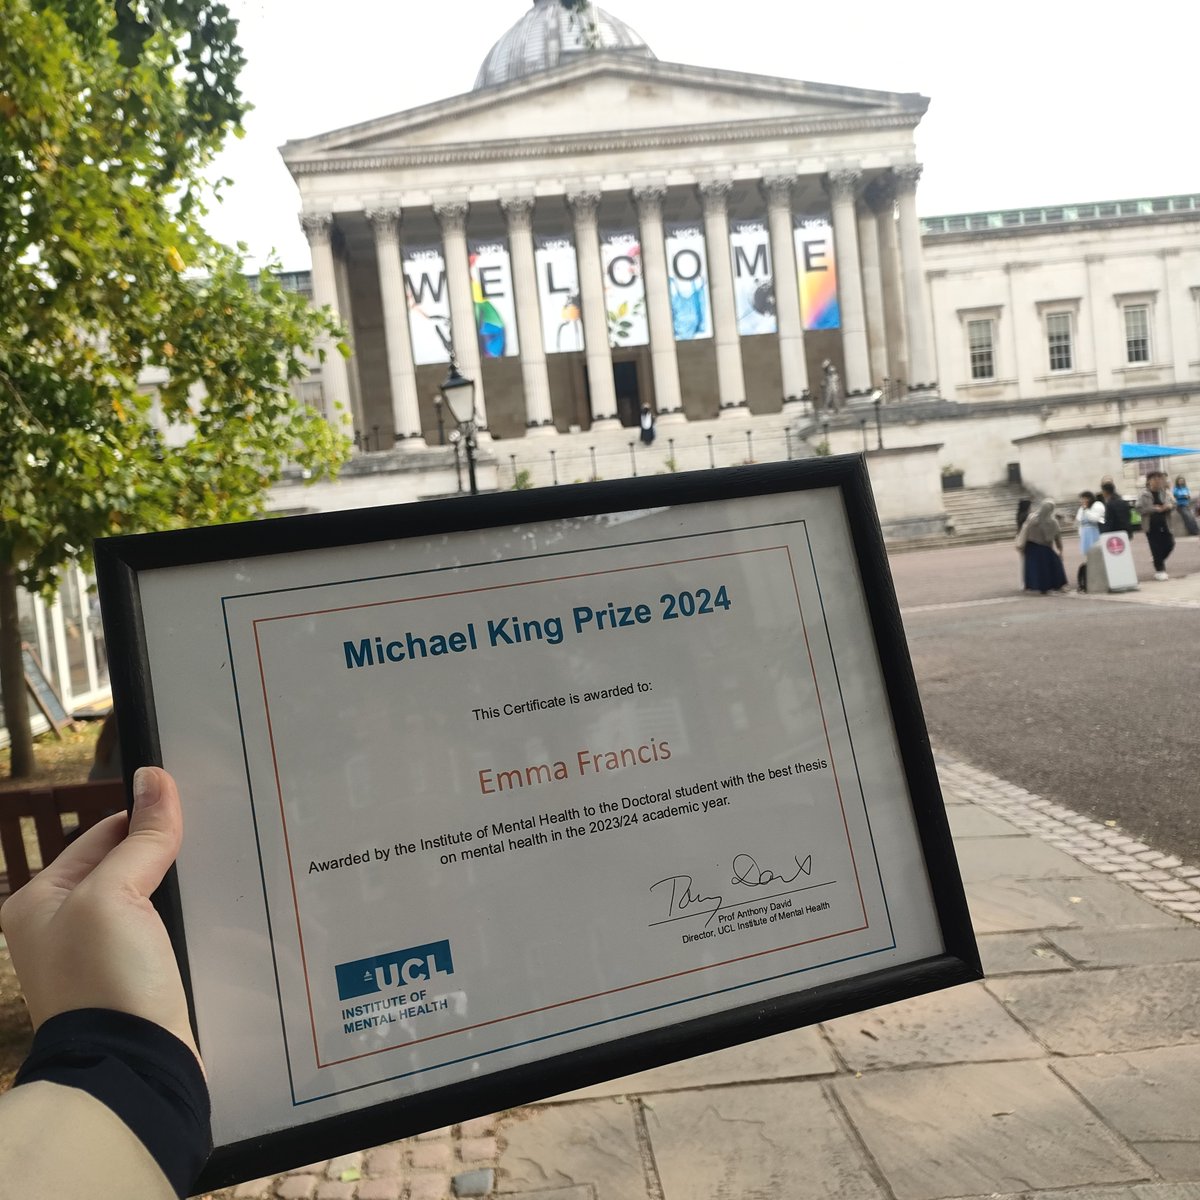 WELCOME
Michael King Prize 2024
This Certificate is awarded to:
Emma Francis
Awarded by the Institute of Mental Health to the Doctoral student with the best thesis
on mental health in the 2023/24 academic year.
Prof Anthony David
Director, UCL Institute of Mental Health
UCL
INSTITUTE OF
MENTAL HEALTH